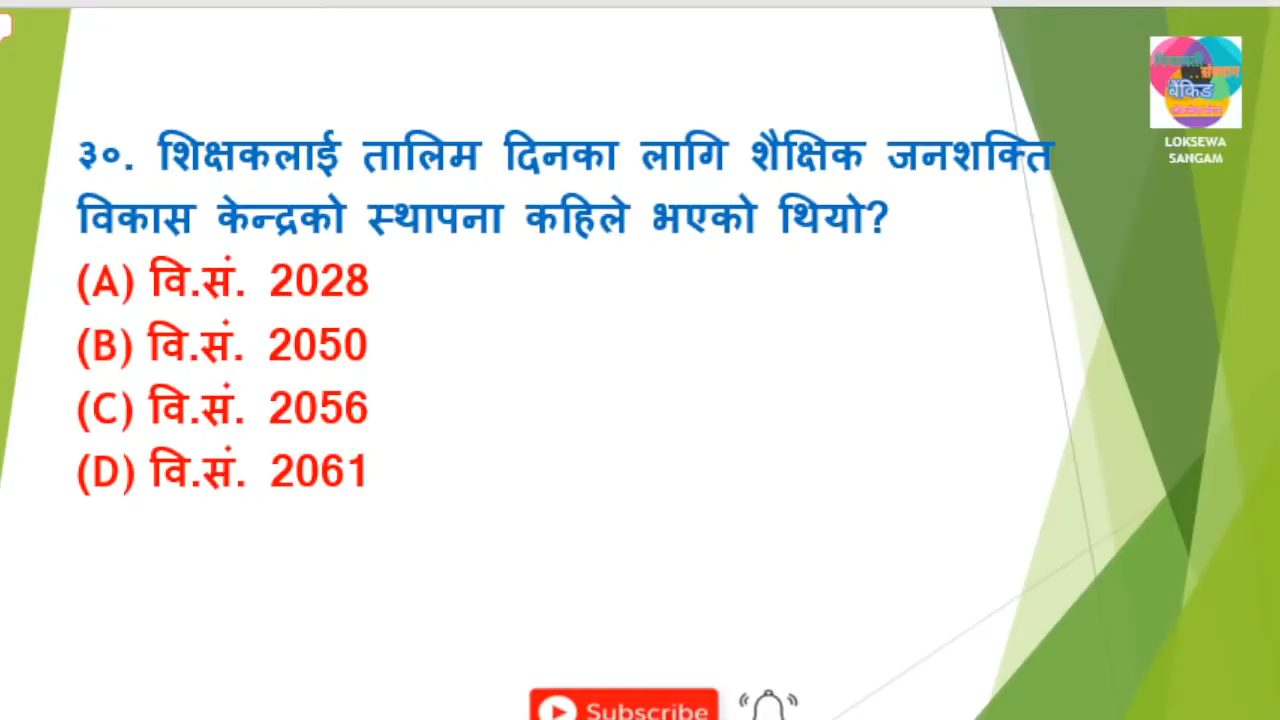 ३०. शिक्षकलाई तालिम दिनका लागि शैक्षिक जनशक्ति
विकास केन्द्रको स्थापना कहिले भएको थियो?
(A) वि.सं. 2028
(B) वि.सं. 2050
(C) वि.सं. 2056
(D) वि.सं. 2061
बैंकिङ
LOKSEWA
SANGAM
Subscribe